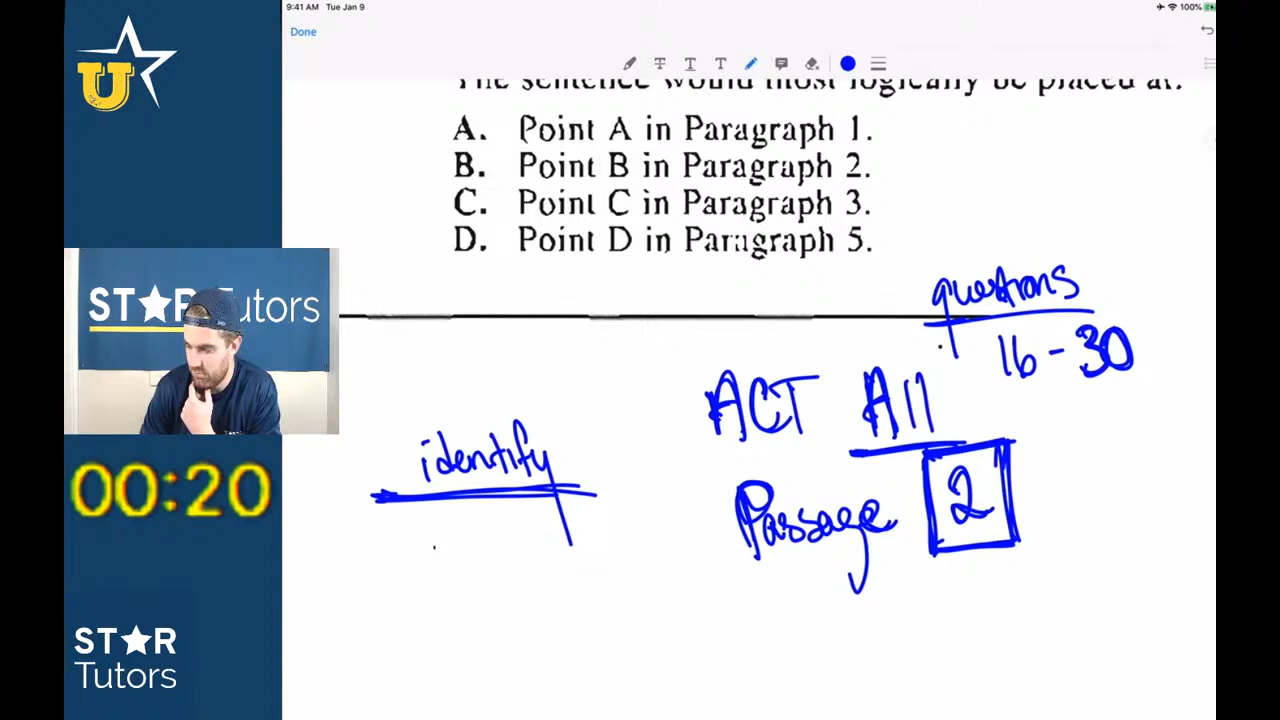 9:41 AM Tue Jan 9
100%
Done
U
The sentence would most logically be placed at:
A. Point A in Paragraph 1.
B. Point B in Paragraph 2.
C. Point C in Paragraph 3.
D. Point D in Paragraph 5.
questions
16-30
ACT A11
Passage 2
identify
STAR Tutors
00:20
STAR
Tutors